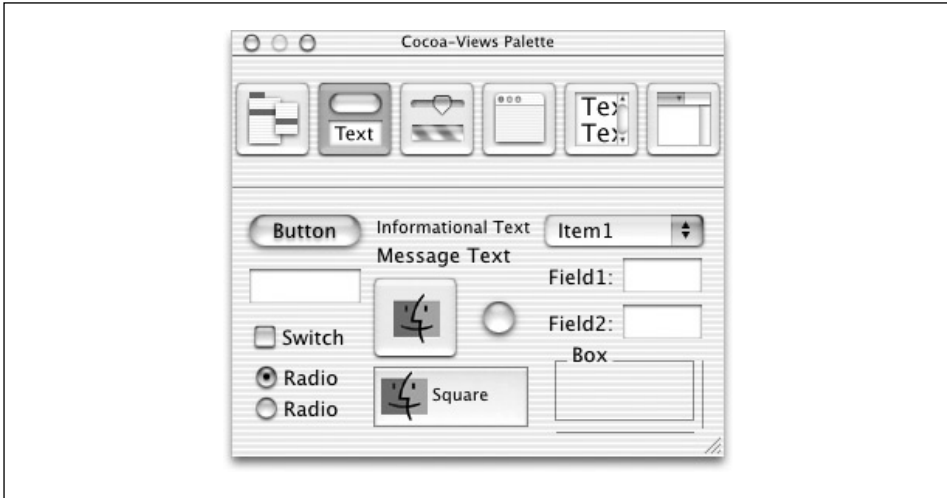 Cocoa-Views Palette
Text
Tex
Tex
Button
Informational Text
Item1
Message Text
Field1:
Switch
Field2:
Box
Radio
Square
Radio